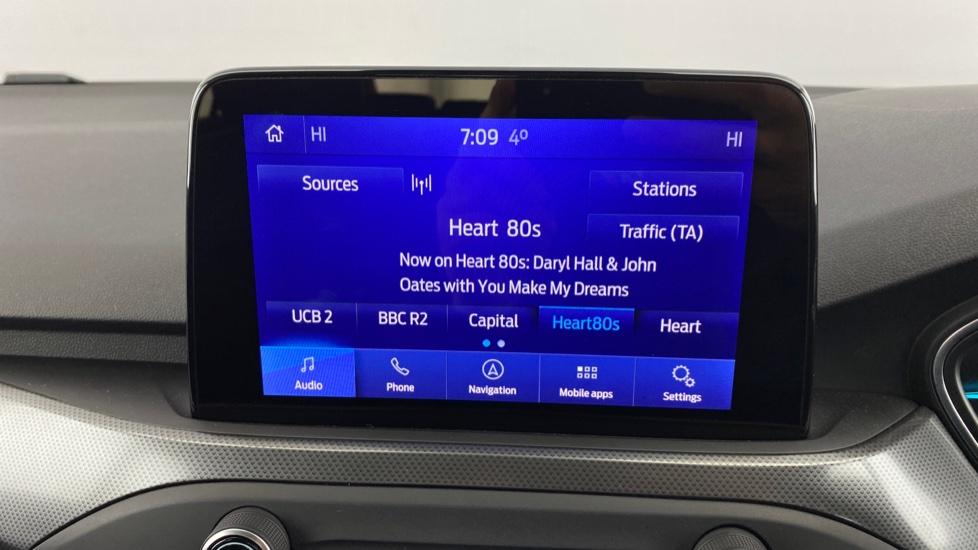 HI 7:09 4º HI
Sources Stations
Heart 80s Traffic (TA)
Now on Heart 80s: Daryl Hall & John
Oates with You Make My Dreams
UCB 2 BBC R2 Capital Heart80s Heart
Audio Phone Navigation Mobile apps Settings